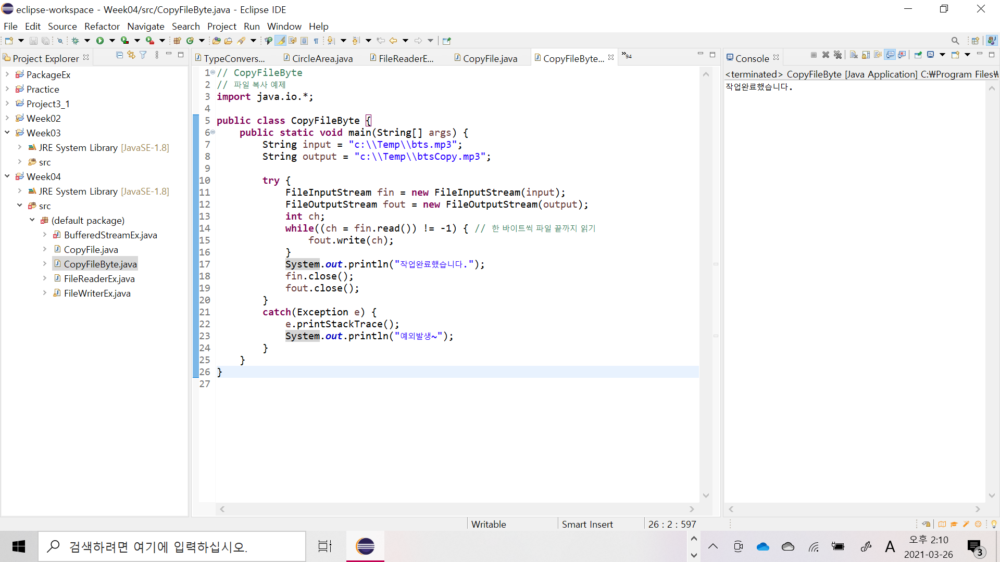 eclipse-workspace - Week04/src/CopyFileByte.java - Eclipse IDE
File Edit Source Refactor Navigate Search Project Run Window Help
Project Explorer
PackageEx
Practice
Project3_1
Week02
Week03
JRE System Library [JavaSE-1.8]
src
Week04
JRE System Library [JavaSE-1.8]
src
(default package)
BufferedStreamEx.java
CopyFile.java
CopyFileByte.java
FileReaderEx.java
FileWriterEx.java
TypeConvers... CircleArea.java FileReaderE... CopyFile.java CopyFileByte... »94
1 // CopyFileByte
2 // 파일 복사 예제
3 import java.io.*;
4
5 public class CopyFileByte {
6     public static void main(String[] args) {
7         String input = "c:\\Temp\\bts.mp3";
8         String output = "c:\\Temp\\btsCopy.mp3";
9
10         try {
11             FileInputStream fin = new FileInputStream(input);
12             FileOutputStream fout = new FileOutputStream(output);
13             int ch;
14             while((ch = fin.read()) != -1) { // 한 바이트씩 파일 끝까지 읽기
15                 fout.write(ch);
16             }
17             System.out.println("작업완료했습니다.");
18             fin.close();
19             fout.close();
20         }
21         catch(Exception e) {
22             e.printStackTrace();
23             System.out.println("예외발생~");
24         }
25     }
26 }
27
Console
<terminated> CopyFileByte [Java Application] C:₩Program Files₩
작업완료했습니다.
Writable Smart Insert 26 : 2 : 597
검색하려면 여기에 입력하십시오.
A
오후 2:10
2021-03-26
3